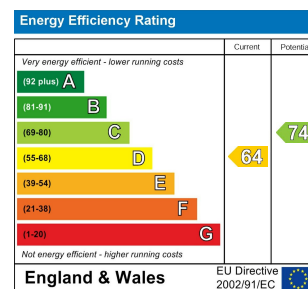 Energy Efficiency Rating
Current
Potentia
Very energy efficient - lower running costs
(92 plus) A
(81-91) B
(69-80) C
74
(55-68) D
64
(39-54) E
(21-38) F
(1-20) G
Not energy efficient - higher running costs
England & Wales
EU Directive
2002/91/EC